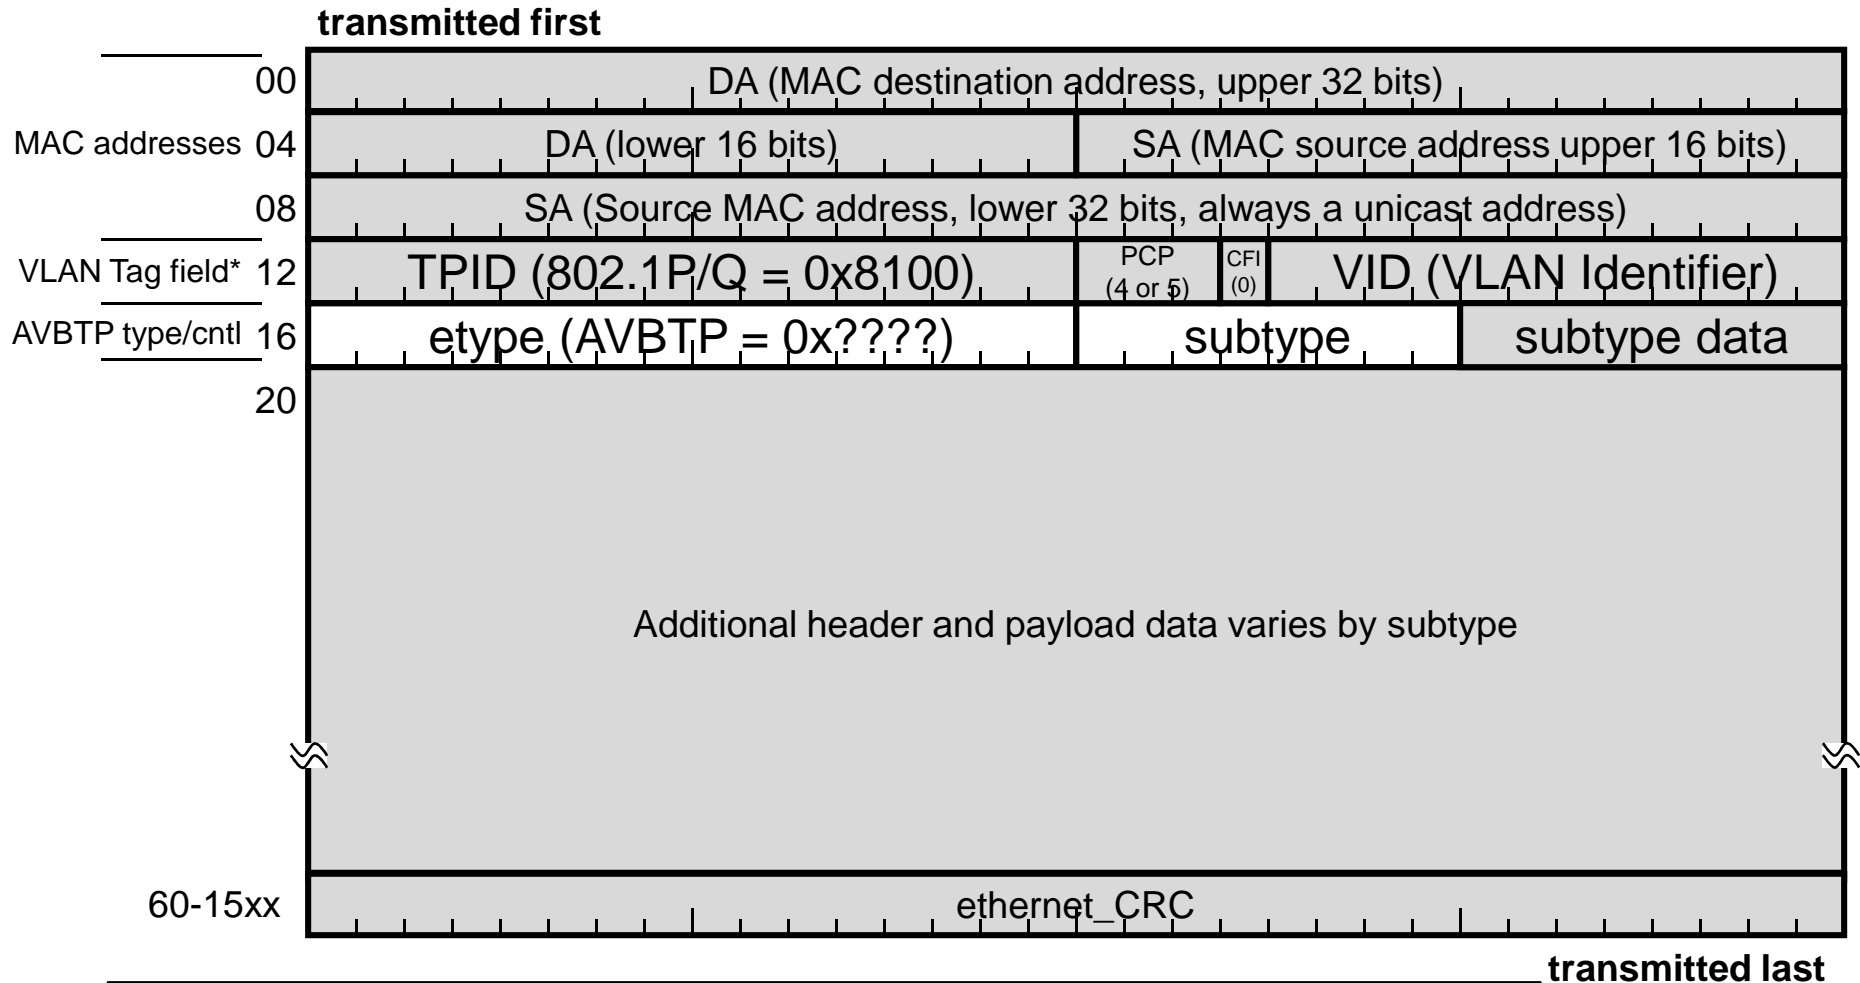 transmitted first
00 DA (MAC destination address, upper 32 bits)
MAC addresses 04 DA (lower 16 bits) SA (MAC source address upper 16 bits)
08 SA (Source MAC address, lower 32 bits, always a unicast address)
VLAN Tag field* 12 TPID (802.1P/Q = 0x8100) PCP (4 or 5) CFI (0) VID (VLAN Identifier)
AVBTP type/cntl 16 etype (AVBTP = 0x????) subtype subtype data
20
Additional header and payload data varies by subtype
60-15xx ethernet_CRC
transmitted last